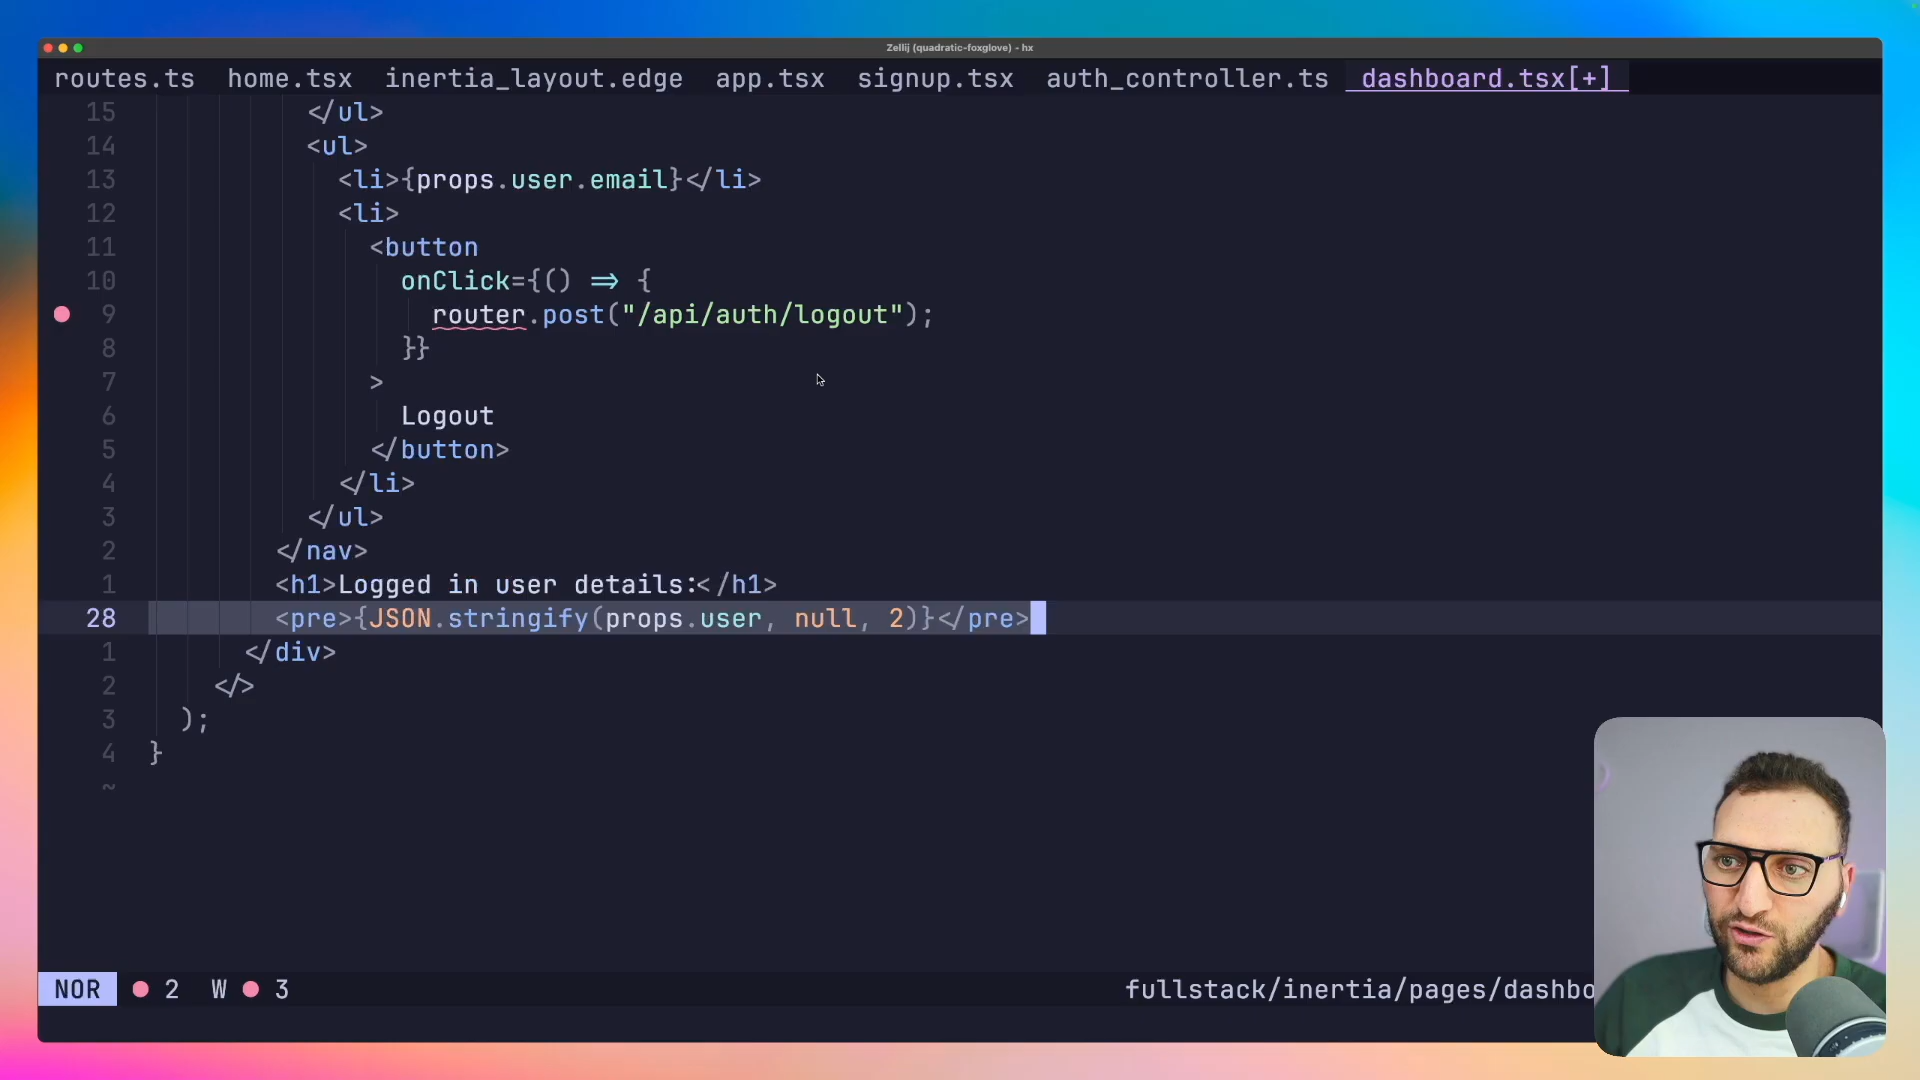 Zellij (quadratic-foxglove) - hx
routes.ts home.tsx inertia_layout.edge app.tsx signup.tsx auth_controller.ts dashboard.tsx[+]
15 </ul>
14 <ul>
13 <li>{props.user.email}</li>
12 <li>
11 <button
10 onClick={() => {
9 router.post("/api/auth/logout");
8 }}
7 >
6 Logout
5 </button>
4 </li>
3 </ul>
2 </nav>
1 <h1>Logged in user details:</h1>
28 <pre>{JSON.stringify(props.user, null, 2)}</pre>
1 </div>
2 </>
3 );
4 }
~
NOR 2 W 3 fullstack/inertia/pages/dashbo